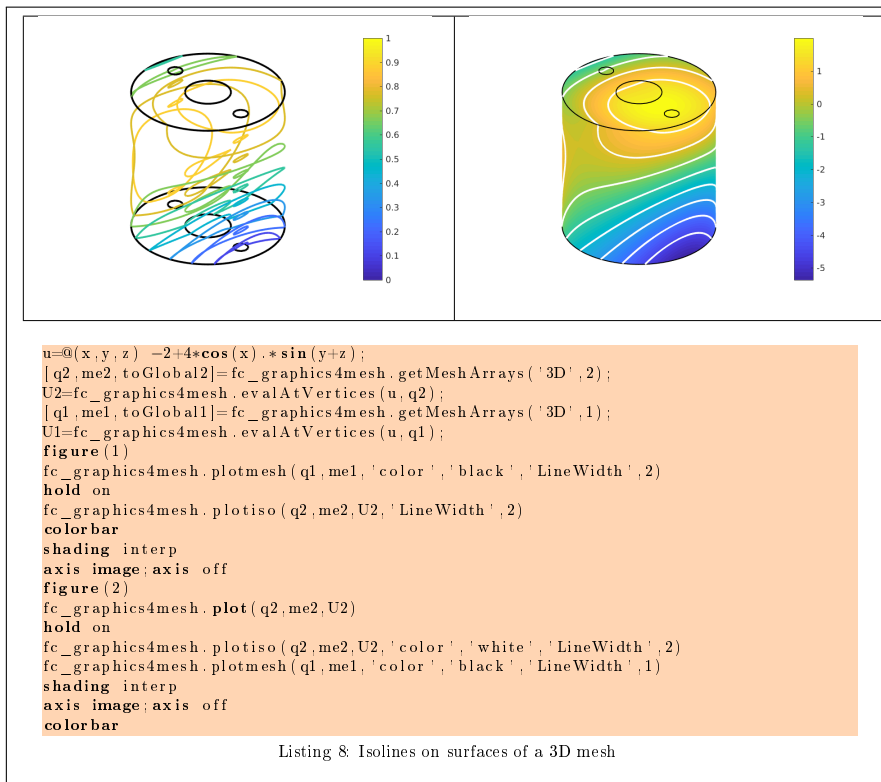 1
0.9
0.8
0.7
0.6
0.5
0.4
0.3
0.2
0.1
0
1
0
-1
-2
-3
-4
-5
u=@(x,y,z) −2+4*cos(x).*sin(y+z);
[q2,me2,toGlobal2]=fc_graphics4mesh.getMeshArrays('3D',2);
U2=fc_graphics4mesh.evalAtVertices(u,q2);
[q1,me1,toGlobal1]=fc_graphics4mesh.getMeshArrays('3D',1);
U1=fc_graphics4mesh.evalAtVertices(u,q1);
figure(1)
fc_graphics4mesh.plotmesh(q1,me1,'color','black','LineWidth',2)
hold on
fc_graphics4mesh.plotiso(q2,me2,U2,'LineWidth',2)
colorbar
shading interp
axis image;axis off
figure(2)
fc_graphics4mesh.plot(q2,me2,U2)
hold on
fc_graphics4mesh.plotiso(q2,me2,U2,'color','white','LineWidth',2)
fc_graphics4mesh.plotmesh(q1,me1,'color','black','LineWidth',1)
shading interp
axis image;axis off
colorbar
Listing 8: Isolines on surfaces of a 3D mesh